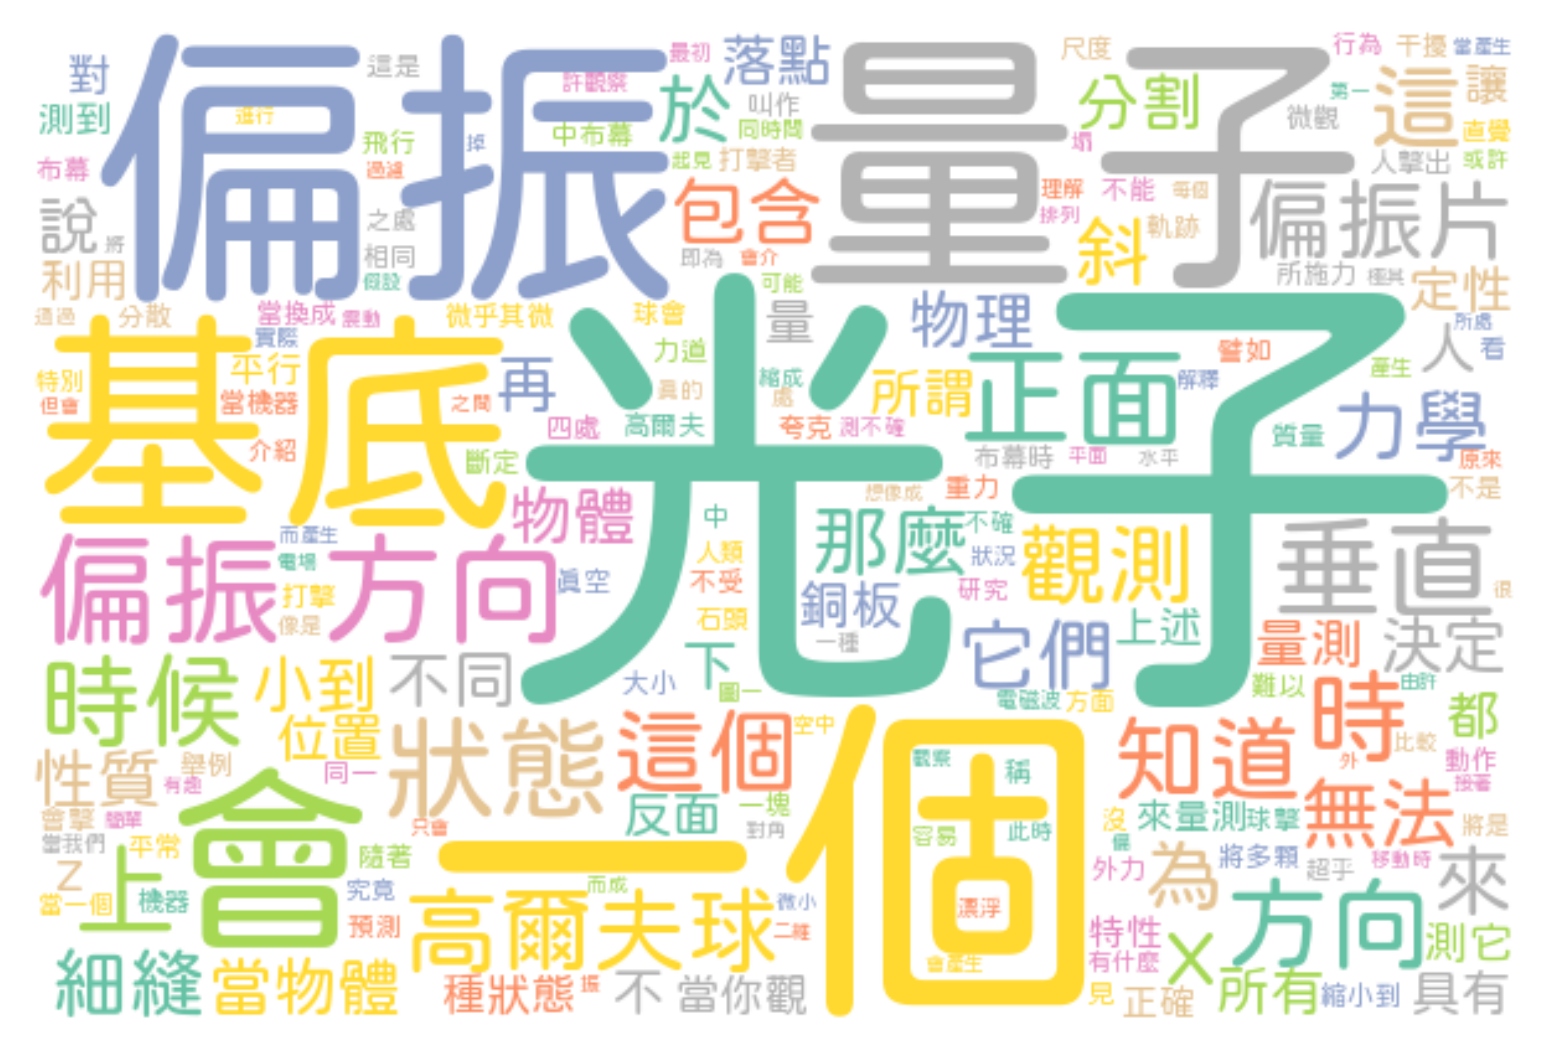 對
偏振
這是
最初
許觀察
落點
量子
尺度
行為
干擾
當產生
測到
進行
飛行
掉
中布幕
於
叫作
同時間
分割
第一
微觀
這
讓
直覺
布幕
過濾
起見
打擊者
塌
人擊出
或許
說
將
之處
相同
包含
理解
不能
每個
排列
斜
軌跡
偏振片
利用
假設
即為
會介
可能
所施力
極其
定性
通過
分散
當換成
震動
微乎其微
球會
量
物理
光子
所處
實際
平行
再
力道
縮成
所謂
正面
譬如
解釋
產生
人
看
特別
但會
當機器
之間
真的
處
基底
介紹
斷定
四處
高爾夫
夸克
測不確
布幕時
平面
水平
質量
力學
原來
不是
物體
想像成
重力
偏振方向
而產生
電場
打擊
像是
真空
中
人類
不受
石頭
那麼
不確
狀況
研究
觀測
垂直
很
銅板
一種
它們
上述
量測
決定
時候
小到
不同
大小
下
圖一
電磁波
方面
難以
由許
位置
狀態
這個
空中
個
知道
時
都
比較
外
動作
接著
性質
舉例
有趣
同一
會擊
簡單
會
只會
反面
一塊
對角
觀察
稱
容易
此時
沒
偏
來量測
球擊
無法
將是
當我們
平常
隨著
一
Z
上
機器
當一個
究竟
預測
而成
高爾夫球
微小
二維
漂浮
外力
為
將多顆
超乎
移動時
來
細縫
當物體
種狀態
振
不
當你觀
會產生
特性
有什麼
見
正確
X
方向
所有
縮小到
測它
具有